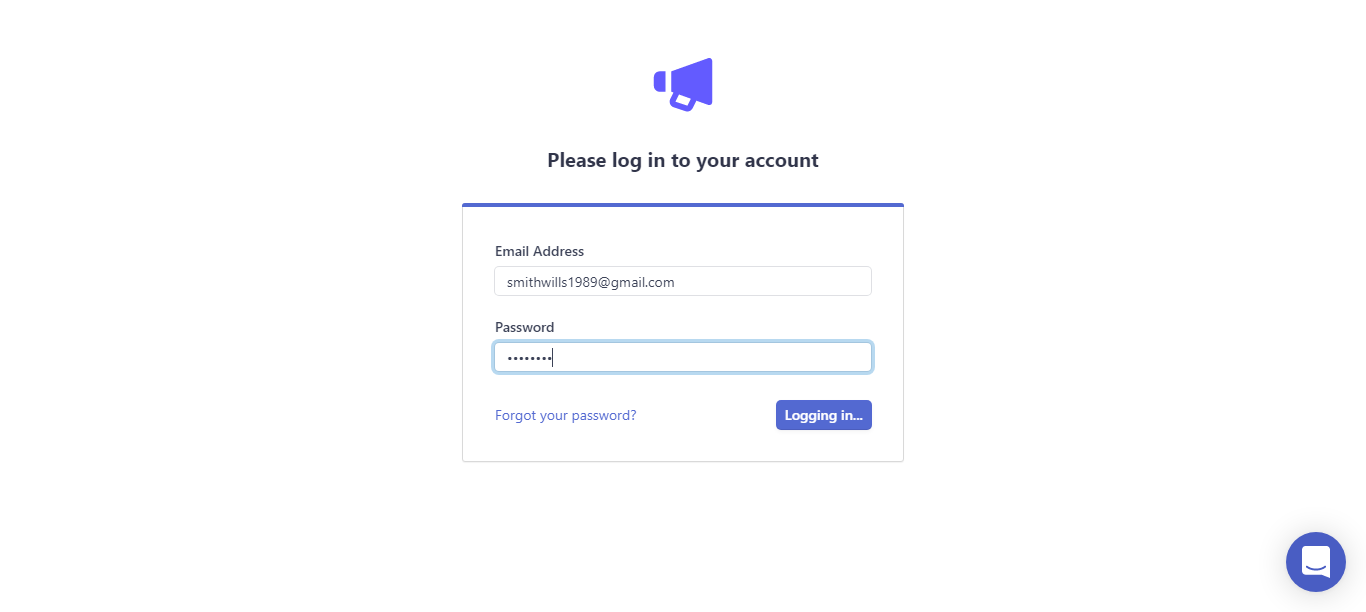 Please log in to your account
Email Address
smithwills1989@gmail.com
Password
••••••••
Forgot your password?
Logging in...